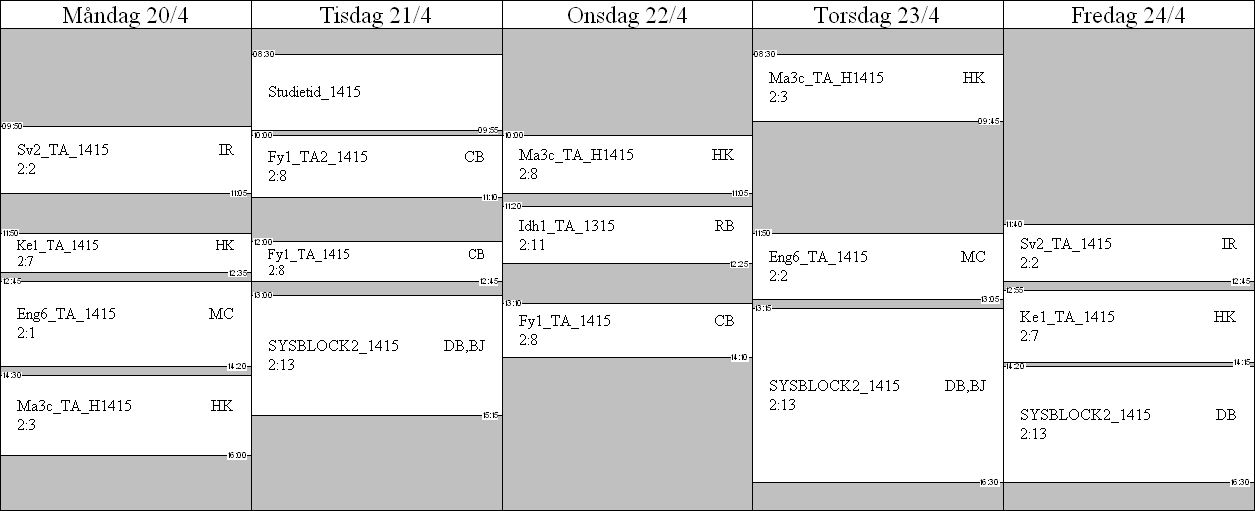 Måndag 20/4
09:50
Sv2_TA_1415 IR
2:2
11:05
11:50
Ke1_TA_1415 HK
2:7
12:35
12:45
Eng6_TA_1415 MC
2:1
14:20
14:30
Ma3c_TA_H1415 HK
2:3
16:00
Tisdag 21/4
08:30
Studietid_1415
09:55
10:00
Fy1_TA2_1415 CB
2:8
11:10
12:00
Fy1_TA_1415 CB
2:8
12:45
13:00
SYSBLOCK2_1415 DB,BJ
2:13
15:15
Onsdag 22/4
10:00
Ma3c_TA_H1415 HK
2:8
11:05
11:20
Idh1_TA_1315 RB
2:11
12:25
13:10
Fy1_TA_1415 CB
2:8
14:10
Torsdag 23/4
08:30
Ma3c_TA_H1415 HK
2:3
09:45
11:50
Eng6_TA_1415 MC
2:2
13:05
13:15
SYSBLOCK2_1415 DB,BJ
2:13
16:30
Fredag 24/4
11:40
Sv2_TA_1415 IR
2:2
12:45
12:55
Ke1_TA_1415 HK
2:7
14:15
14:20
SYSBLOCK2_1415 DB
2:13
16:30